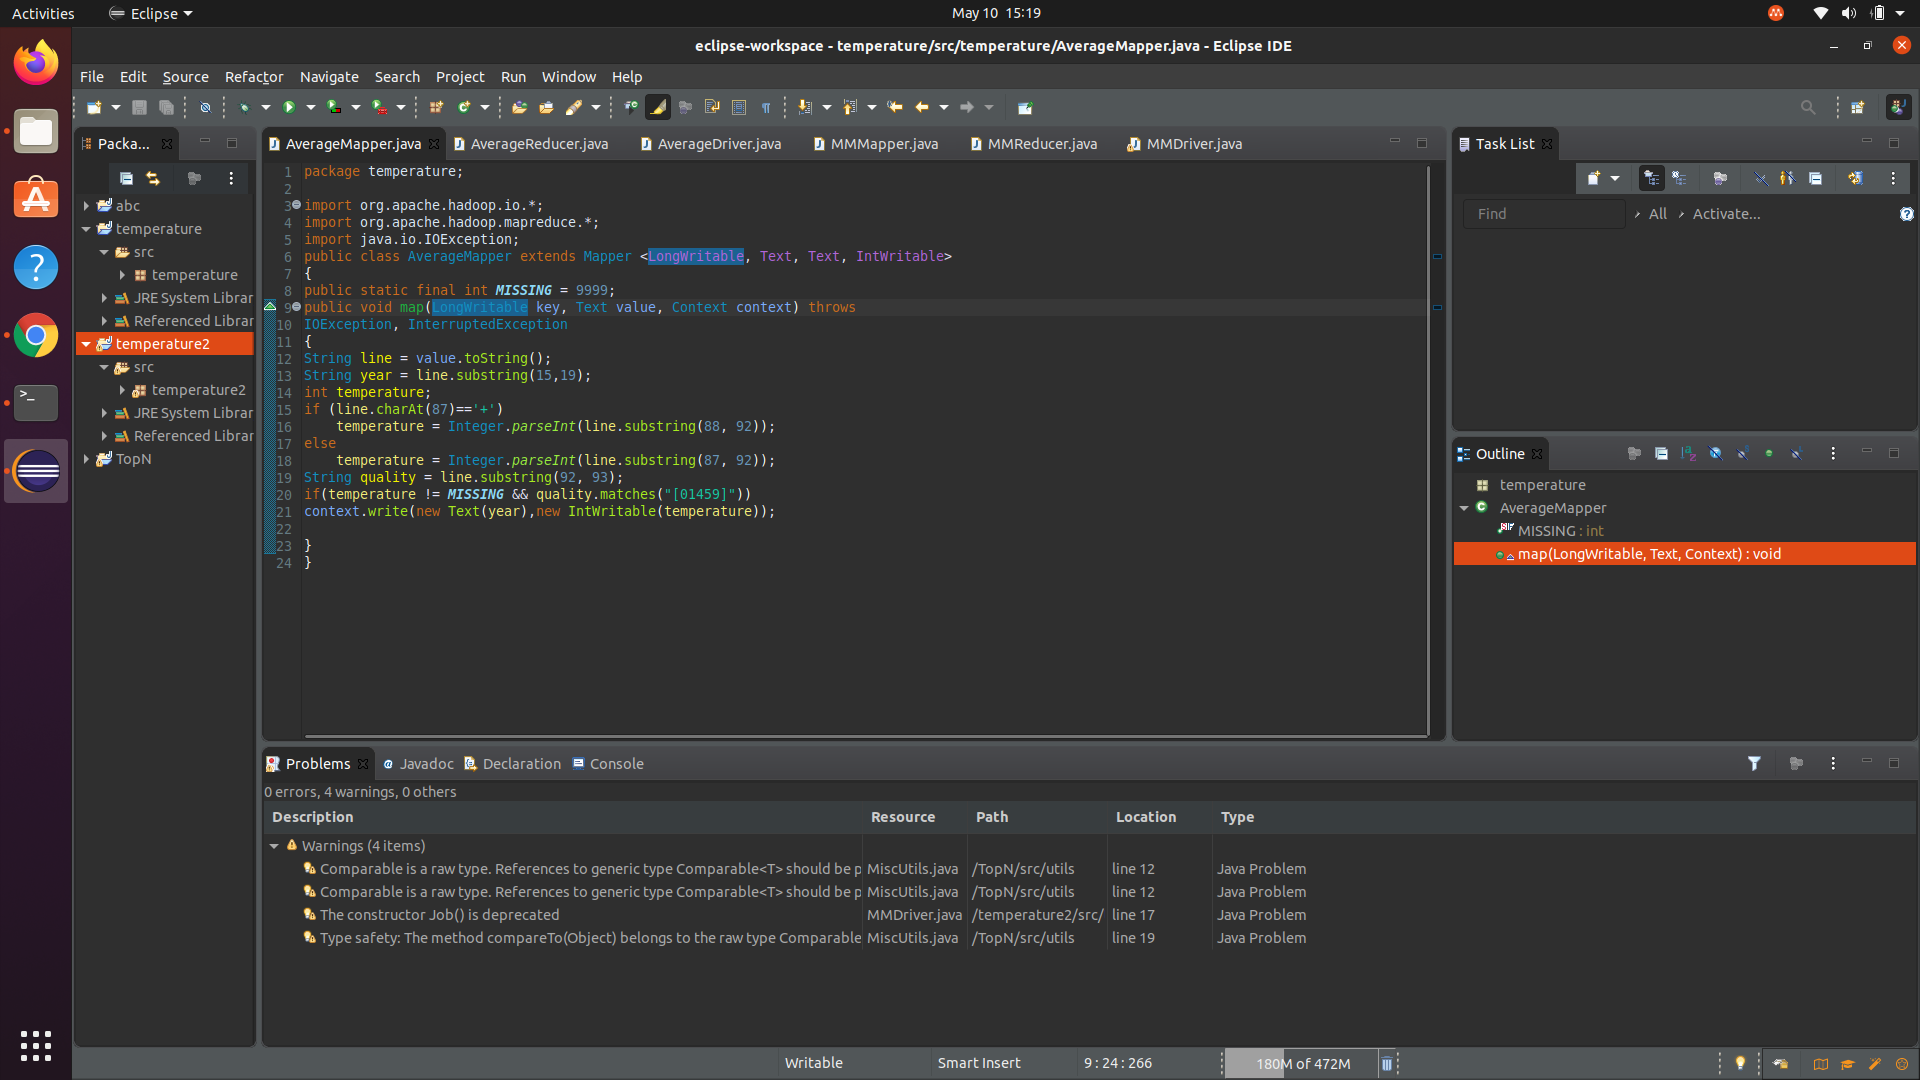 Activities
Eclipse
May 10 15:19
eclipse-workspace - temperature/src/temperature/AverageMapper.java - Eclipse IDE
File Edit Source Refactor Navigate Search Project Run Window Help
Packa...
abc
temperature
src
temperature
JRE System Librar
Referenced Librar
temperature2
src
temperature2
JRE System Librar
Referenced Librar
TopN
AverageMapper.java AverageReducer.java AverageDriver.java MMMapper.java MMReducer.java MMDriver.java
1 package temperature;
2
3 import org.apache.hadoop.io.*;
4 import org.apache.hadoop.mapreduce.*;
5 import java.io.IOException;
6 public class AverageMapper extends Mapper <LongWritable, Text, Text, IntWritable>
7 {
8 public static final int MISSING = 9999;
9 public void map(LongWritable key, Text value, Context context) throws
10 IOException, InterruptedException
11 {
12 String line = value.toString();
13 String year = line.substring(15,19);
14 int temperature;
15 if (line.charAt(87)=='+')
16 temperature = Integer.parseInt(line.substring(88, 92));
17 else
18 temperature = Integer.parseInt(line.substring(87, 92));
19 String quality = line.substring(92, 93);
20 if(temperature != MISSING && quality.matches("[01459]"))
21 context.write(new Text(year),new IntWritable(temperature));
22
23 }
24 }
Task List
Find
All
Activate...
Outline
temperature
AverageMapper
MISSING : int
map(LongWritable, Text, Context) : void
Problems Javadoc Declaration Console
0 errors, 4 warnings, 0 others
Description Resource Path Location Type
Warnings (4 items)
Comparable is a raw type. References to generic type Comparable<T> should be p MiscUtils.java /TopN/src/utils line 12 Java Problem
Comparable is a raw type. References to generic type Comparable<T> should be p MiscUtils.java /TopN/src/utils line 12 Java Problem
The constructor Job() is deprecated MMDriver.java /temperature2/src/ line 17 Java Problem
Type safety: The method compareTo(Object) belongs to the raw type Comparable MiscUtils.java /TopN/src/utils line 19 Java Problem
Writable
Smart Insert
9 : 24 : 266
180M of 472M